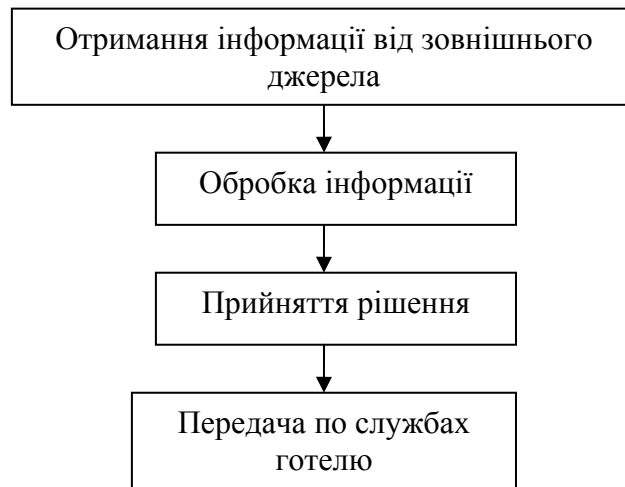 Отримання інформації від зовнішнього
джерела
Обробка інформації
Прийняття рішення
Передача по службах
готелю